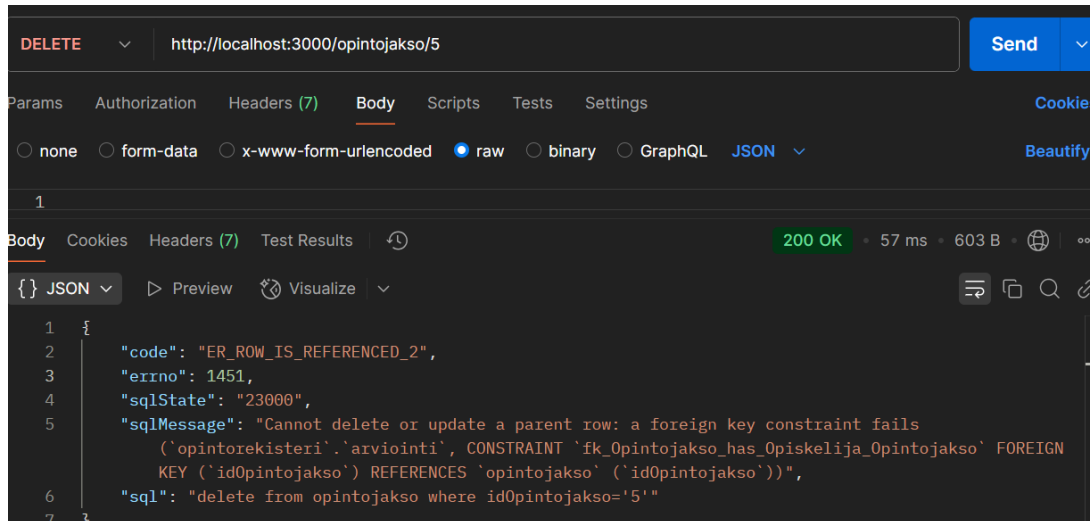 DELETE http://localhost:3000/opintojakso/5 Send
Params Authorization Headers (7) Body Scripts Tests Settings Cookie
none form-data x-www-form-urlencoded raw binary GraphQL JSON Beautify
1
Body Cookies Headers (7) Test Results 200 OK • 57 ms • 603 B •
{} JSON Preview Visualize
1 {
2 "code": "ER_ROW_IS_REFERENCED_2",
3 "errno": 1451,
4 "sqlState": "23000",
5 "sqlMessage": "Cannot delete or update a parent row: a foreign key constraint fails
(`opintorekisteri`.`arviointi`, CONSTRAINT `fk_Opintojakso_has_Opiskelija_Opintojakso` FOREIGN
KEY (`idOpintojakso`) REFERENCES `opintojakso` (`idOpintojakso`))",
6 "sql": "delete from opintojakso where idOpintojakso='5'"
7 }